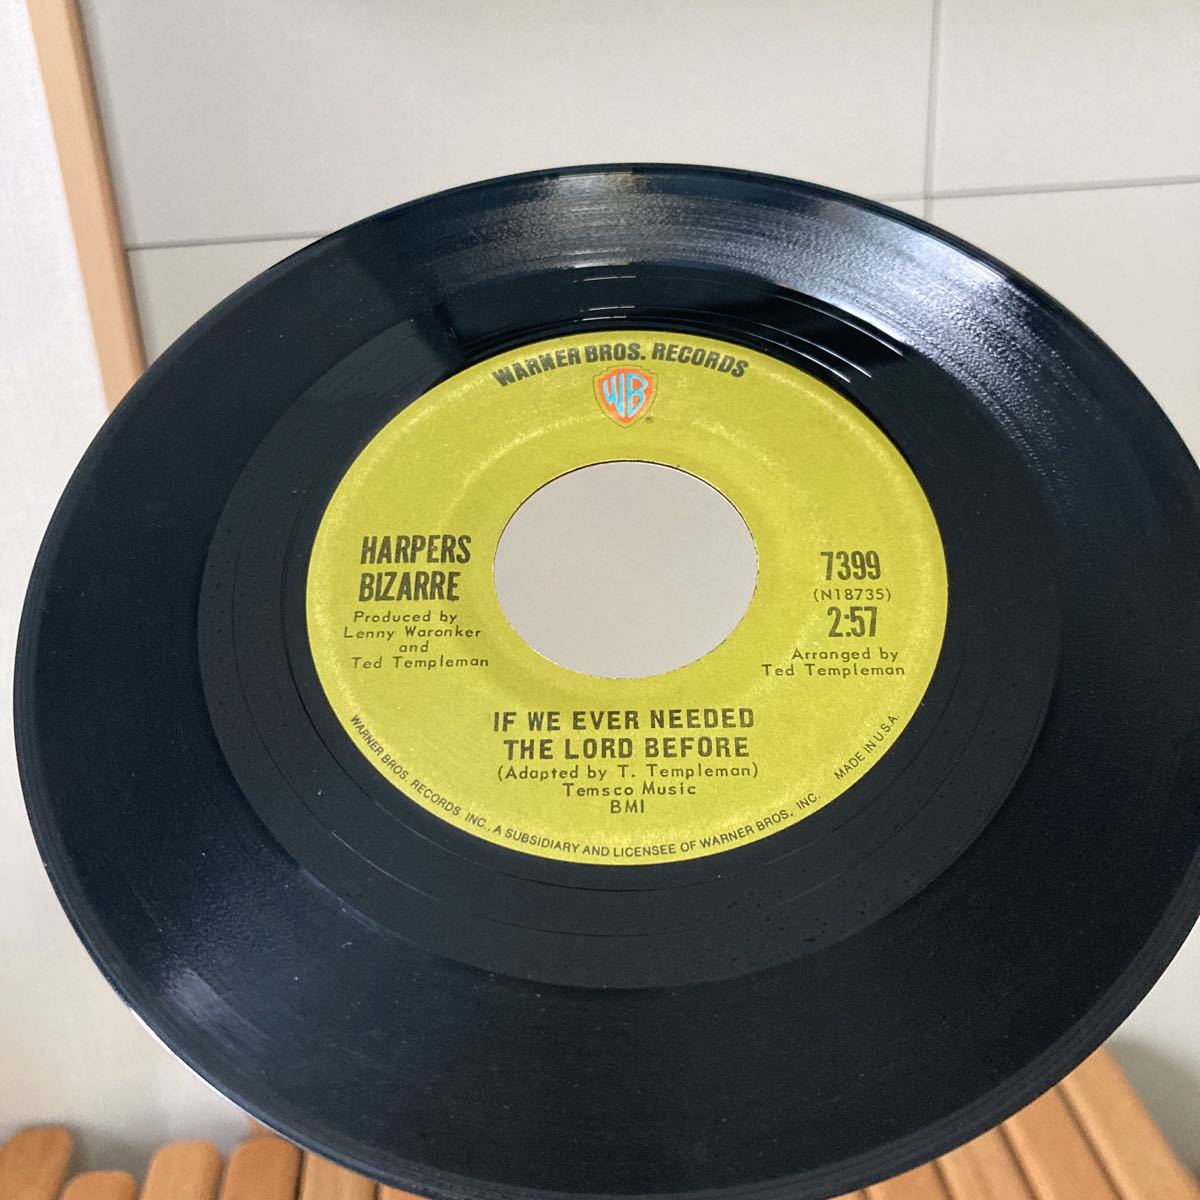 WARNER BROS. RECORDS
WB
®
HARPERS
BIZARRE
Produced by
Lenny Waronker
and
Ted Templeman
7399
(N18735)
2:57
Arranged by
Ted Templeman
IF WE EVER NEEDED
THE LORD BEFORE
(Adapted by T. Templeman)
Temsco Music
BMI
WARNER BROS. RECORDS INC., A SUBSIDIARY AND LICENSEE OF WARNER BROS., INC. MADE IN U.S.A.